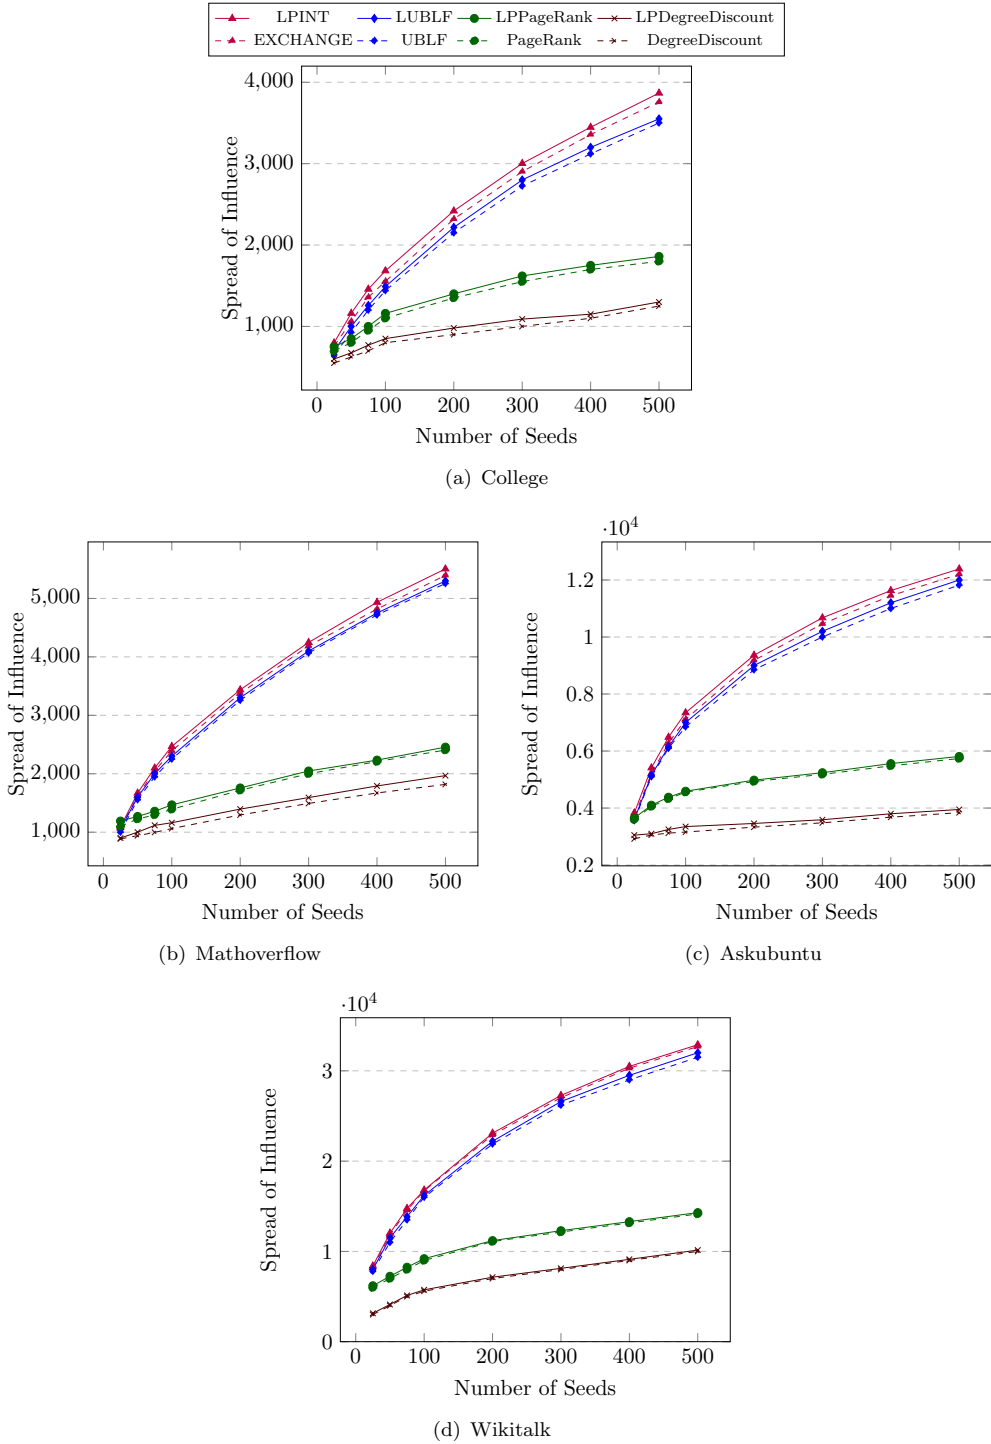 LPINT LUBLF LPPageRank LPDegreeDiscount
EXCHANGE UBLF PageRank DegreeDiscount
4,000
3,000
2,000
1,000
Spread of Influence
0 100 200 300 400 500
Number of Seeds
(a) College
5,000
4,000
3,000
2,000
1,000
Spread of Influence
0 100 200 300 400 500
Number of Seeds
(b) Mathoverflow
·10⁴
1.2
1
0.8
0.6
0.4
0.2
Spread of Influence
0 100 200 300 400 500
Number of Seeds
(c) Askubuntu
·10⁴
3
2
1
0
Spread of Influence
0 100 200 300 400 500
Number of Seeds
(d) Wikitalk